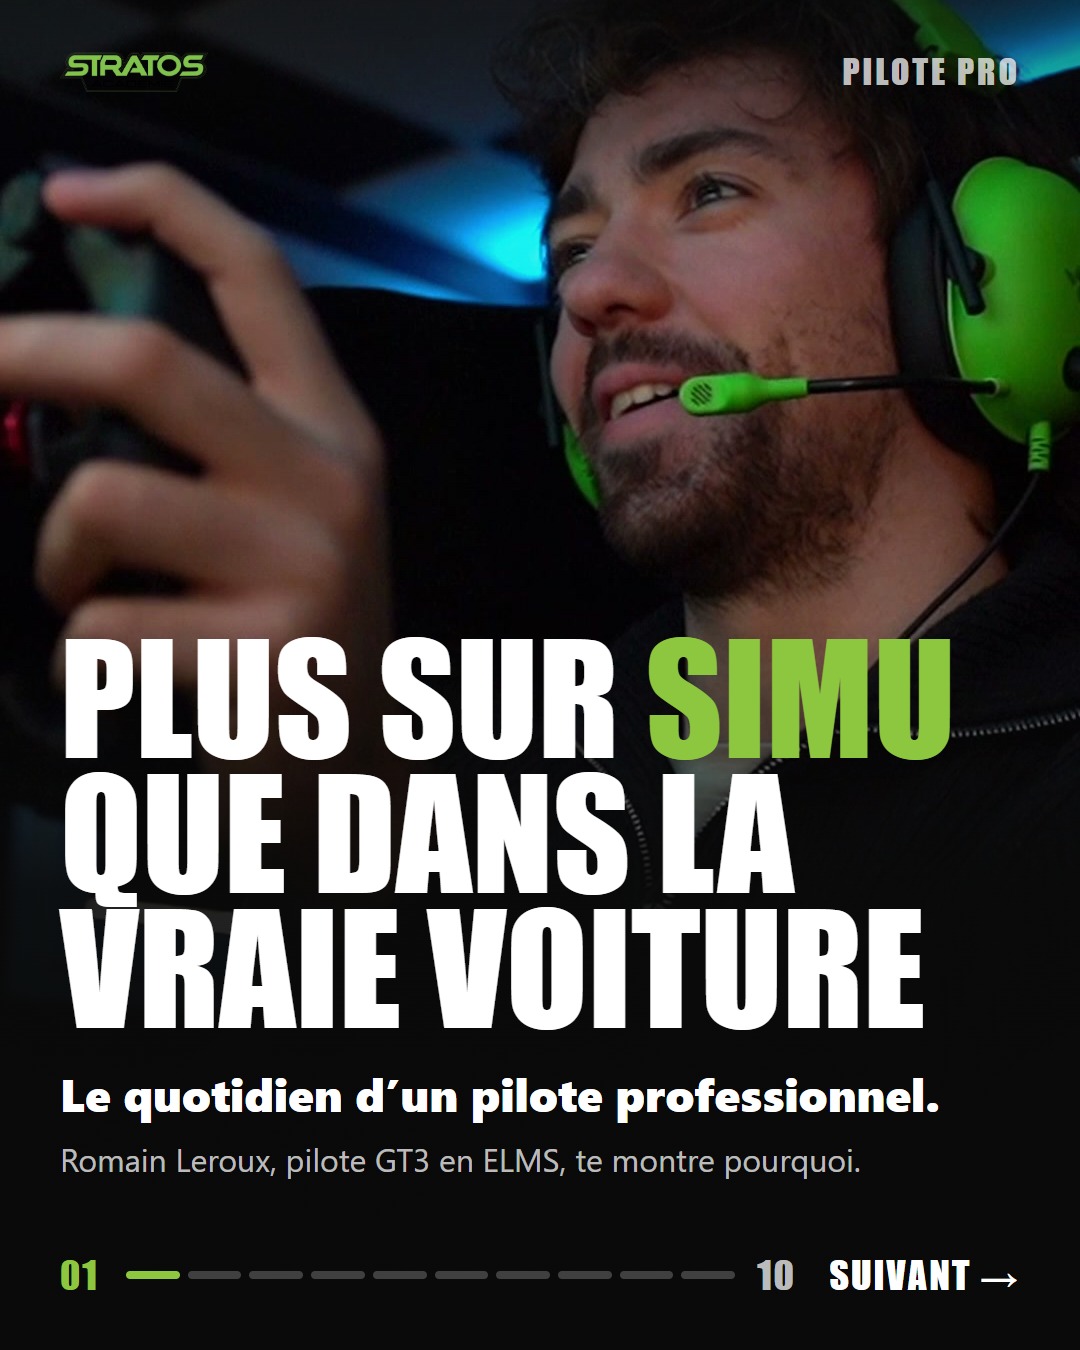 STRATOS
PILOTE PRO
PLUS SUR SIMU
QUE DANS LA
VRAIE VOITURE
Le quotidien d′un pilote professionnel.
Romain Leroux, pilote GT3 en ELMS, te montre pourquoi.
01
10
SUIVANT →